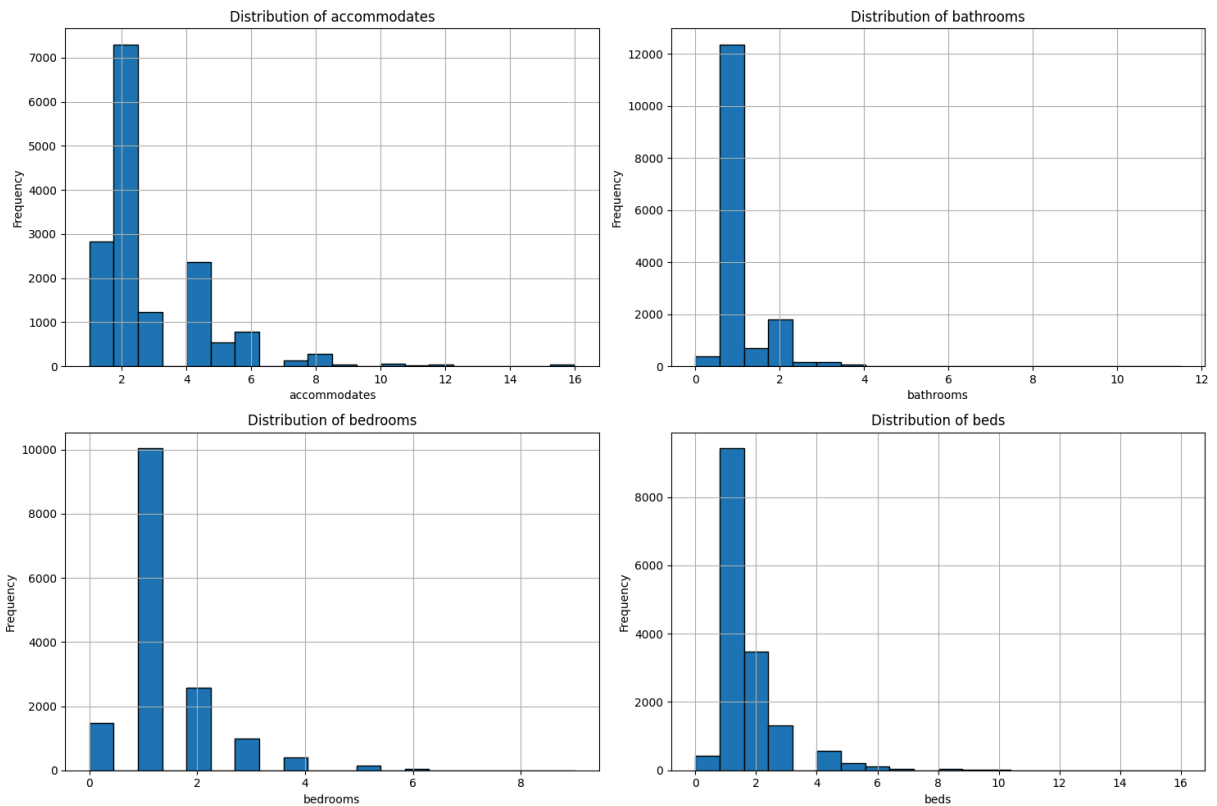 Distribution of accommodates
Frequency
7000
6000
5000
4000
3000
2000
1000
0
2 4 6 8 10 12 14 16
accommodates
Distribution of bathrooms
Frequency
12000
10000
8000
6000
4000
2000
0
0 2 4 6 8 10 12
bathrooms
Distribution of bedrooms
Frequency
10000
8000
6000
4000
2000
0
0 2 4 6 8
bedrooms
Distribution of beds
Frequency
8000
6000
4000
2000
0
0 2 4 6 8 10 12 14 16
beds